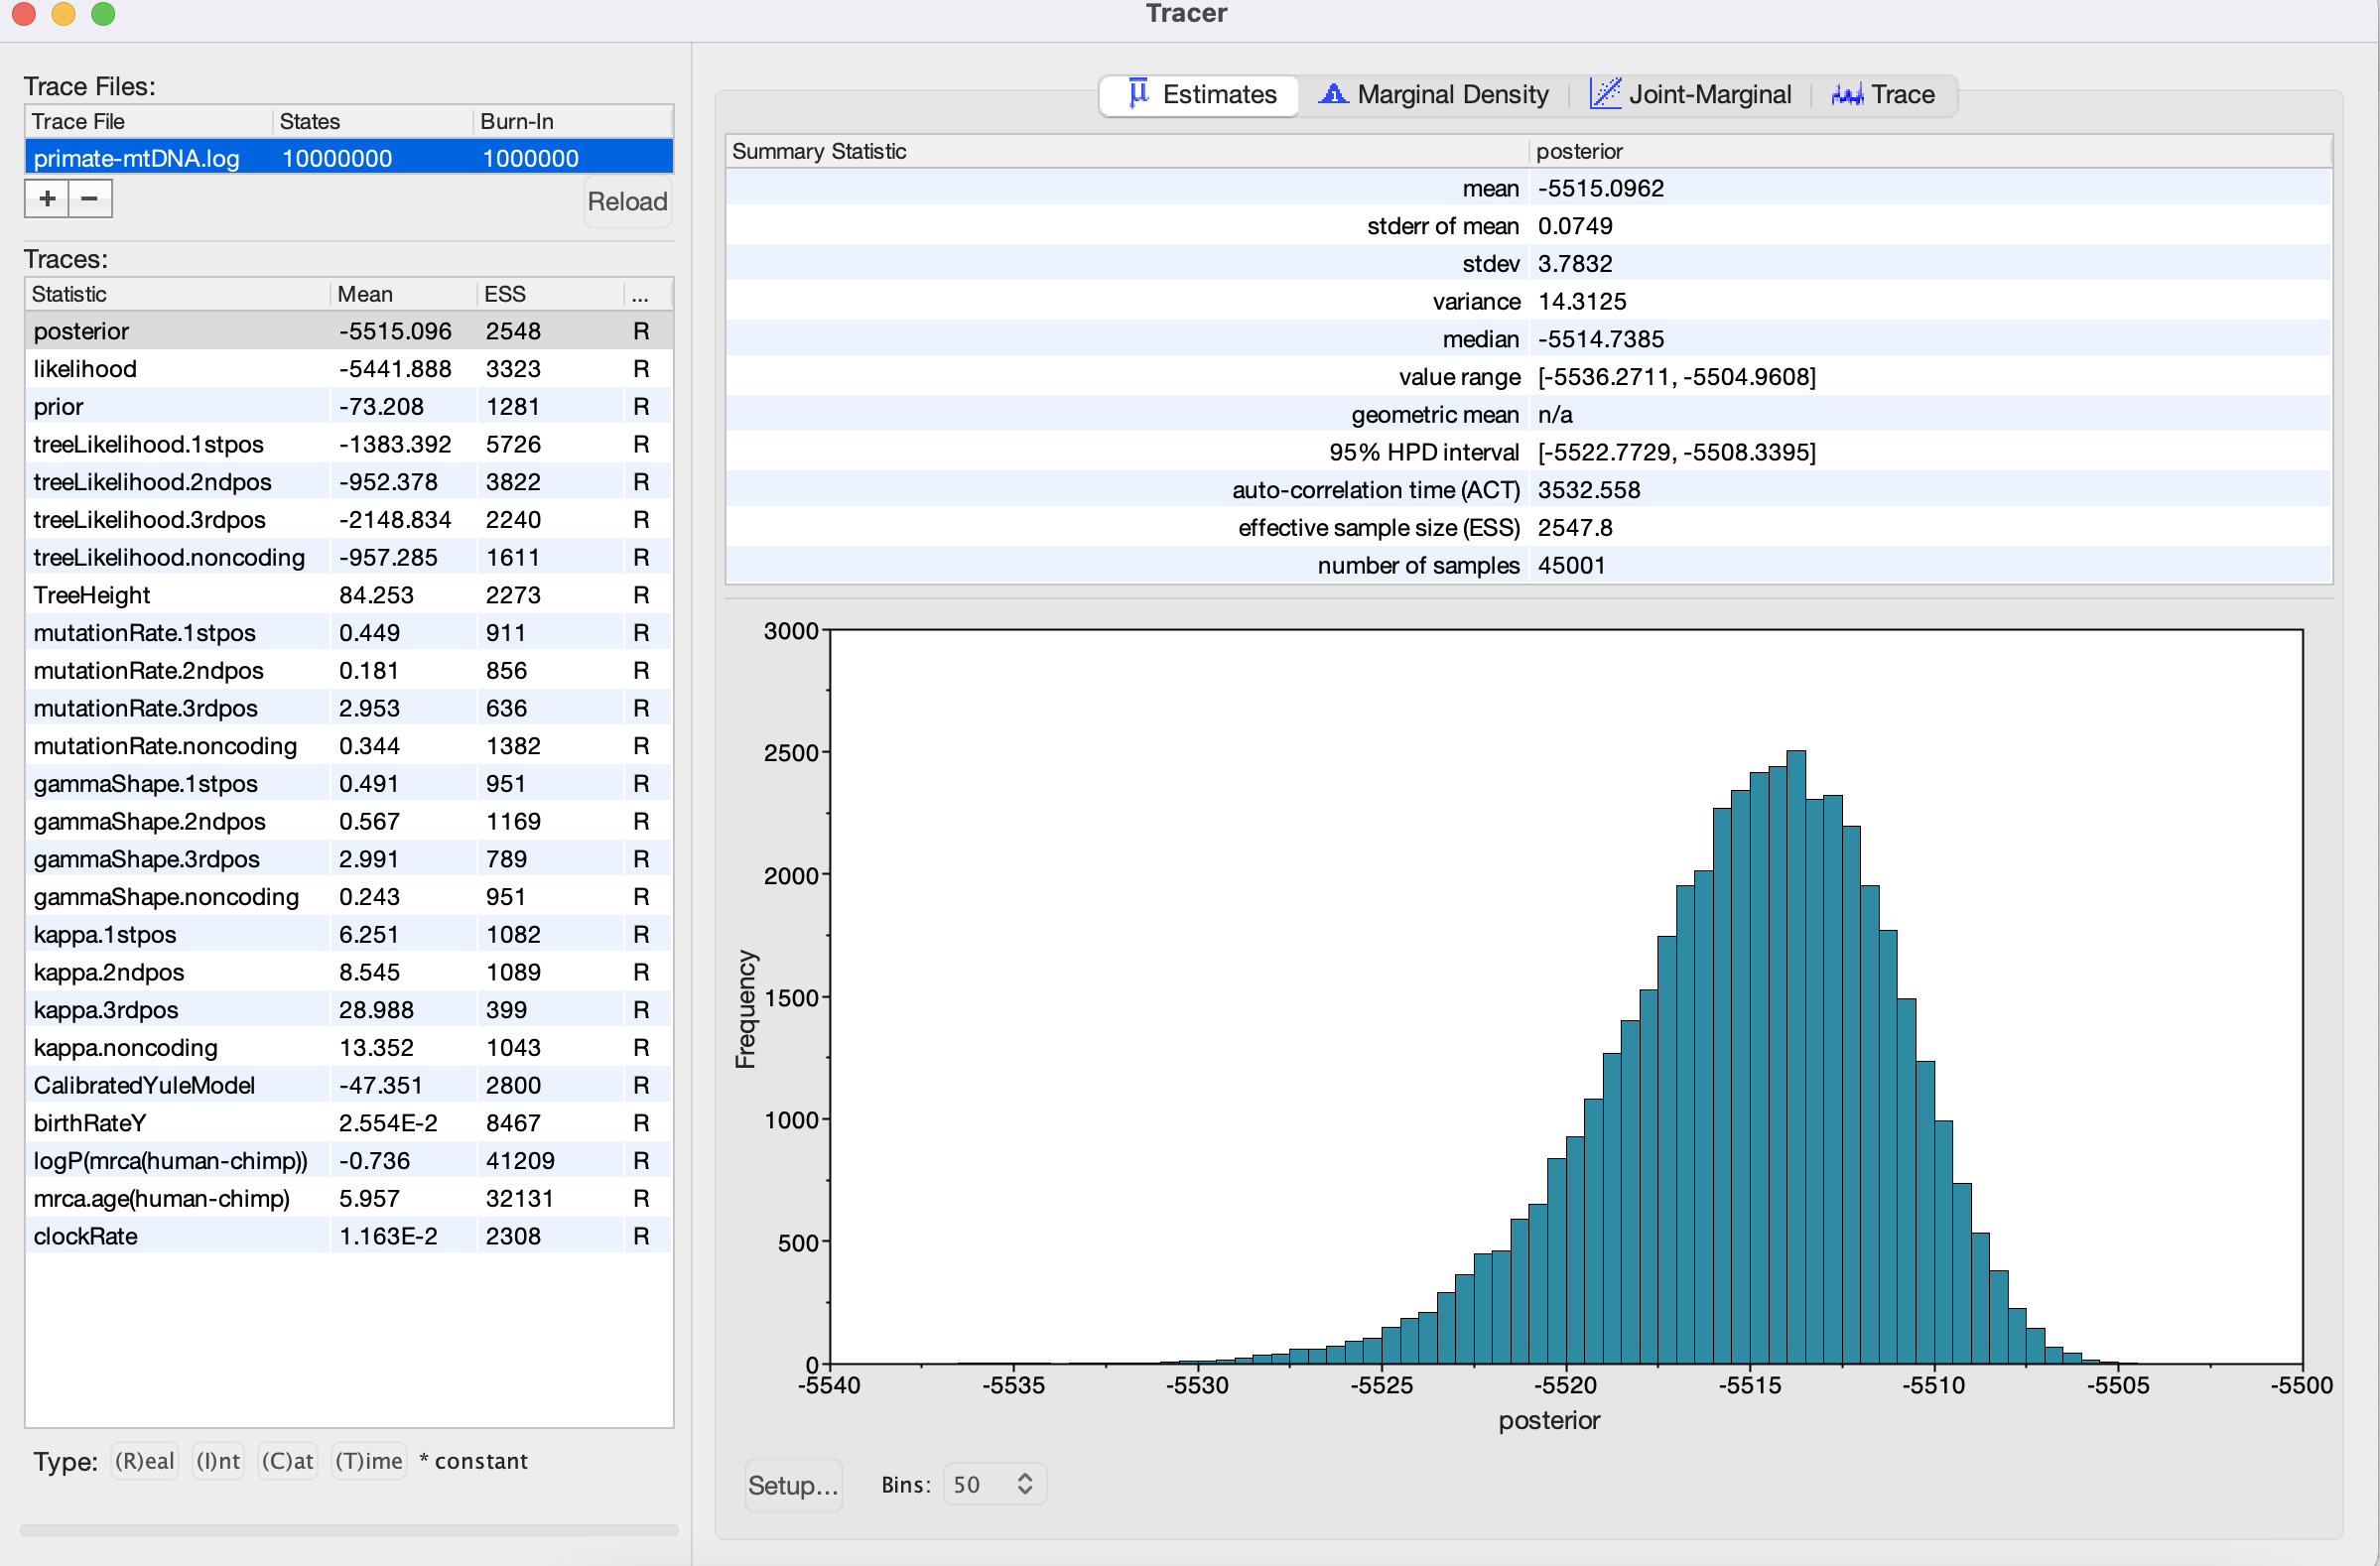 Tracer
Trace Files:
Trace File States Burn-In
primate-mtDNA.log 10000000 1000000
+ − Reload
Traces:
Statistic Mean ESS ...
posterior -5515.096 2548 R
likelihood -5441.888 3323 R
prior -73.208 1281 R
treeLikelihood.1stpos -1383.392 5726 R
treeLikelihood.2ndpos -952.378 3822 R
treeLikelihood.3rdpos -2148.834 2240 R
treeLikelihood.noncoding -957.285 1611 R
TreeHeight 84.253 2273 R
mutationRate.1stpos 0.449 911 R
mutationRate.2ndpos 0.181 856 R
mutationRate.3rdpos 2.953 636 R
mutationRate.noncoding 0.344 1382 R
gammaShape.1stpos 0.491 951 R
gammaShape.2ndpos 0.567 1169 R
gammaShape.3rdpos 2.991 789 R
gammaShape.noncoding 0.243 951 R
kappa.1stpos 6.251 1082 R
kappa.2ndpos 8.545 1089 R
kappa.3rdpos 28.988 399 R
kappa.noncoding 13.352 1043 R
CalibratedYuleModel -47.351 2800 R
birthRateY 2.554E-2 8467 R
logP(mrca(human-chimp)) -0.736 41209 R
mrca.age(human-chimp) 5.957 32131 R
clockRate 1.163E-2 2308 R
Type: (R)eal (I)nt (C)at (T)ime * constant
Estimates Marginal Density Joint-Marginal Trace
Summary Statistic posterior
mean -5515.0962
stderr of mean 0.0749
stdev 3.7832
variance 14.3125
median -5514.7385
value range [-5536.2711, -5504.9608]
geometric mean n/a
95% HPD interval [-5522.7729, -5508.3395]
auto-correlation time (ACT) 3532.558
effective sample size (ESS) 2547.8
number of samples 45001
3000
2500
2000
1500
1000
500
0
Frequency
-5540 -5535 -5530 -5525 -5520 -5515 -5510 -5505 -5500
posterior
Setup... Bins: 50